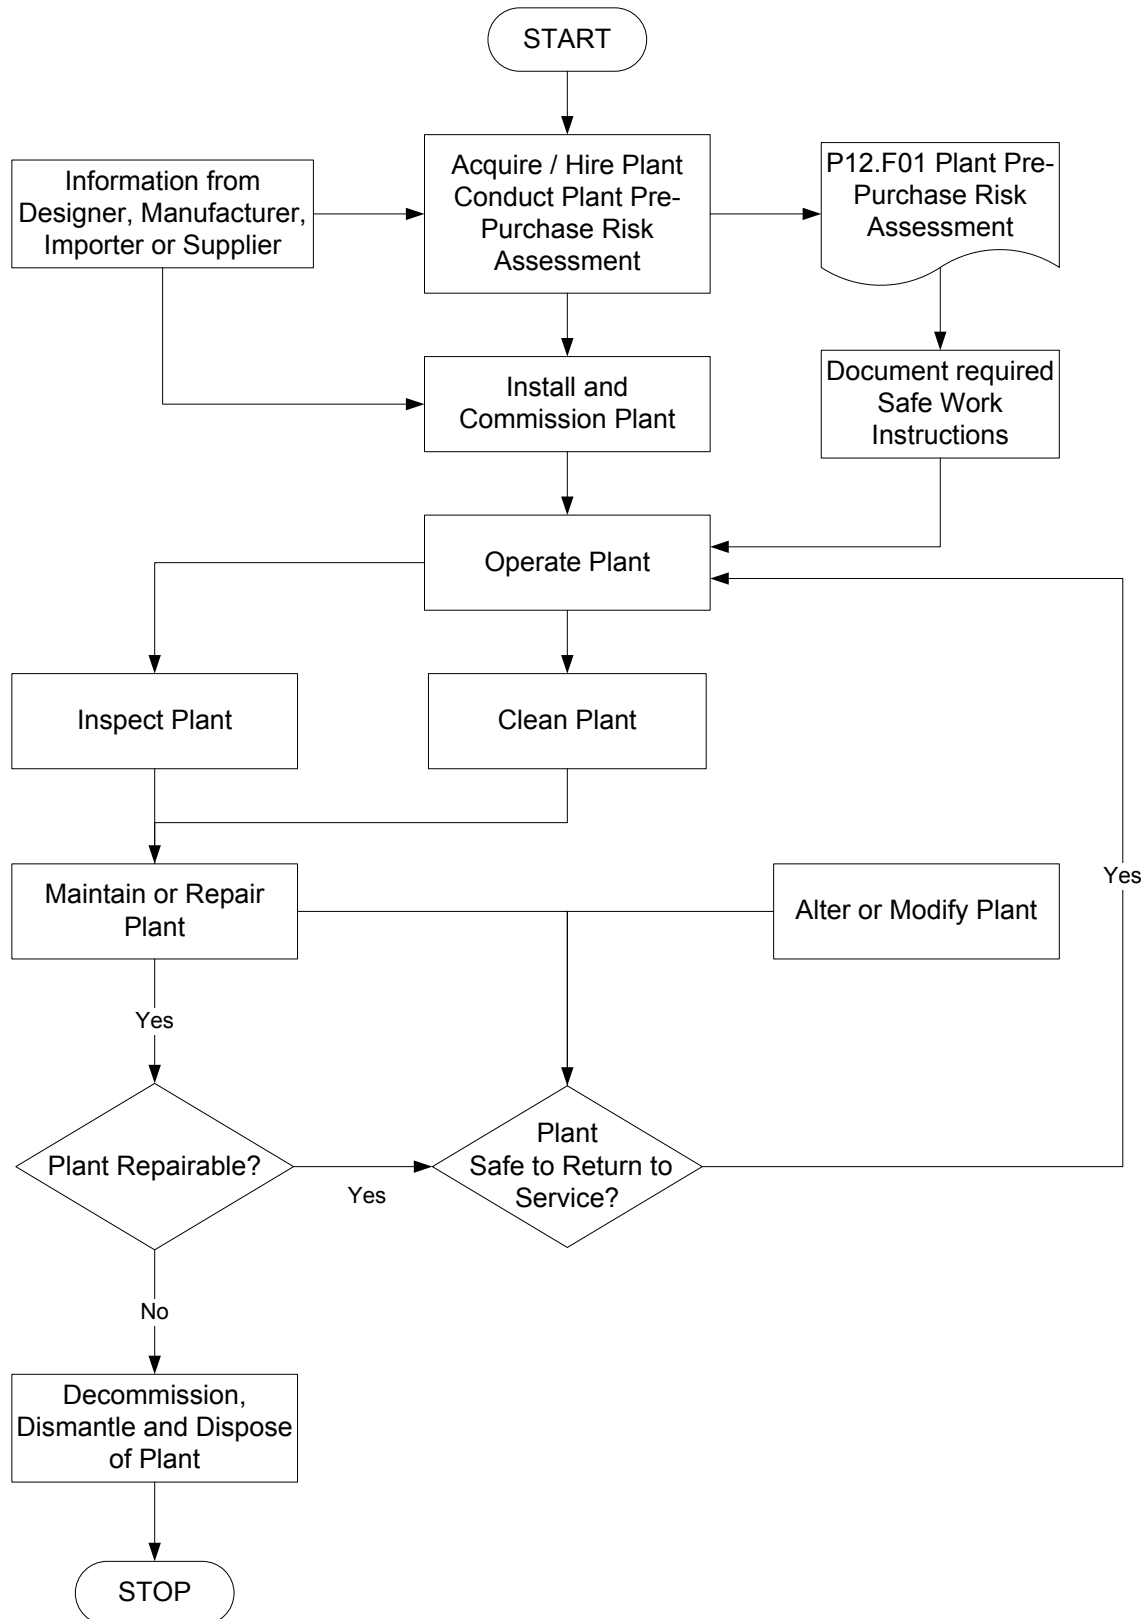 START
Information from
Designer, Manufacturer,
Importer or Supplier
Acquire / Hire Plant
Conduct Plant Pre-
Purchase Risk
Assessment
P12.F01 Plant Pre-
Purchase Risk
Assessment
Install and
Commission Plant
Document required
Safe Work
Instructions
Operate Plant
Inspect Plant
Clean Plant
Maintain or Repair
Plant
Alter or Modify Plant
Yes
Yes
Plant Repairable?
Yes
Plant
Safe to Return to
Service?
No
Decommission,
Dismantle and Dispose
of Plant
STOP